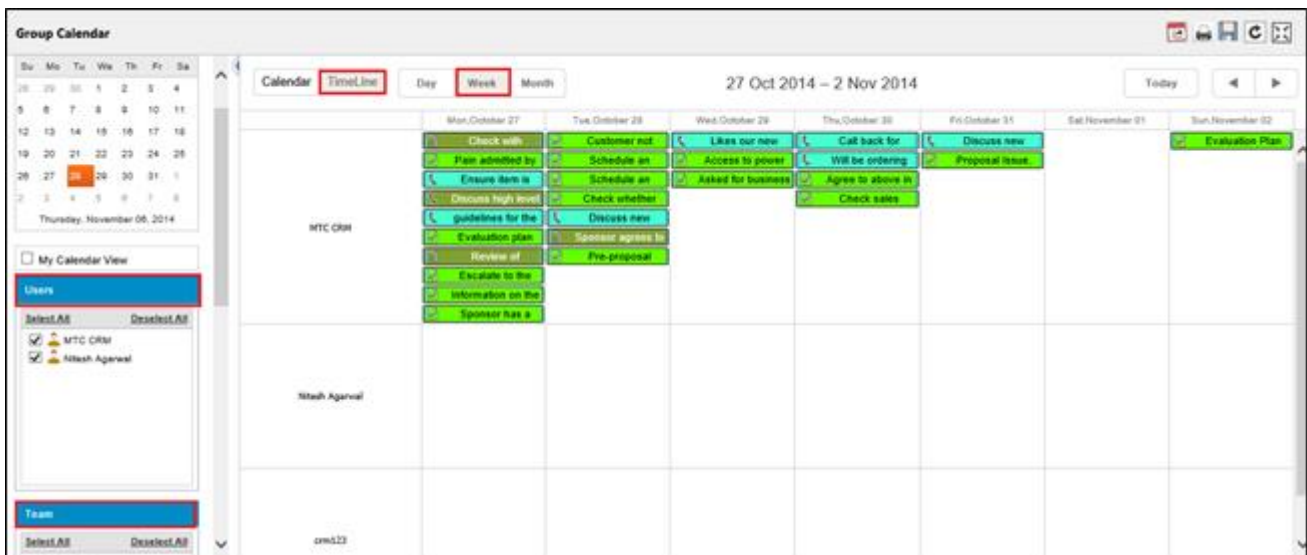 Group Calendar
Su Mo Tu We Th Fr Sa
28 29 30 1 2 3 4
5 6 7 8 9 10 11
12 13 14 15 16 17 18
19 20 21 22 23 24 25
26 27 28 29 30 31 1
2 3 4 5 6 7 8
Thursday, November 06, 2014
My Calendar View
Users
Select All Deselect All
MTC CRM
Nitesh Agarwal
Team
Select All Deselect All
Calendar TimeLine Day Week Month 27 Oct 2014 – 2 Nov 2014 Today
Mon,October 27 Tue,October 28 Wed,October 29 Thu,October 30 Fri,October 31 Sat,November 01 Sun,November 02
MTC CRM
Check with Customer not Likes our new Call back for Discuss new Evaluation Plan
Pain admitted by Schedule an Access to power Will be ordering Proposal Issue.
Ensure item is Schedule an Asked for business Agree to above in
Discuss high level Check whether Check sales
guidelines for the Discuss new
Evaluation plan Sponsor agrees to
Review of Pre-proposal
Escalate to the
Information on the
Sponsor has a
Nitesh Agarwal
crm123